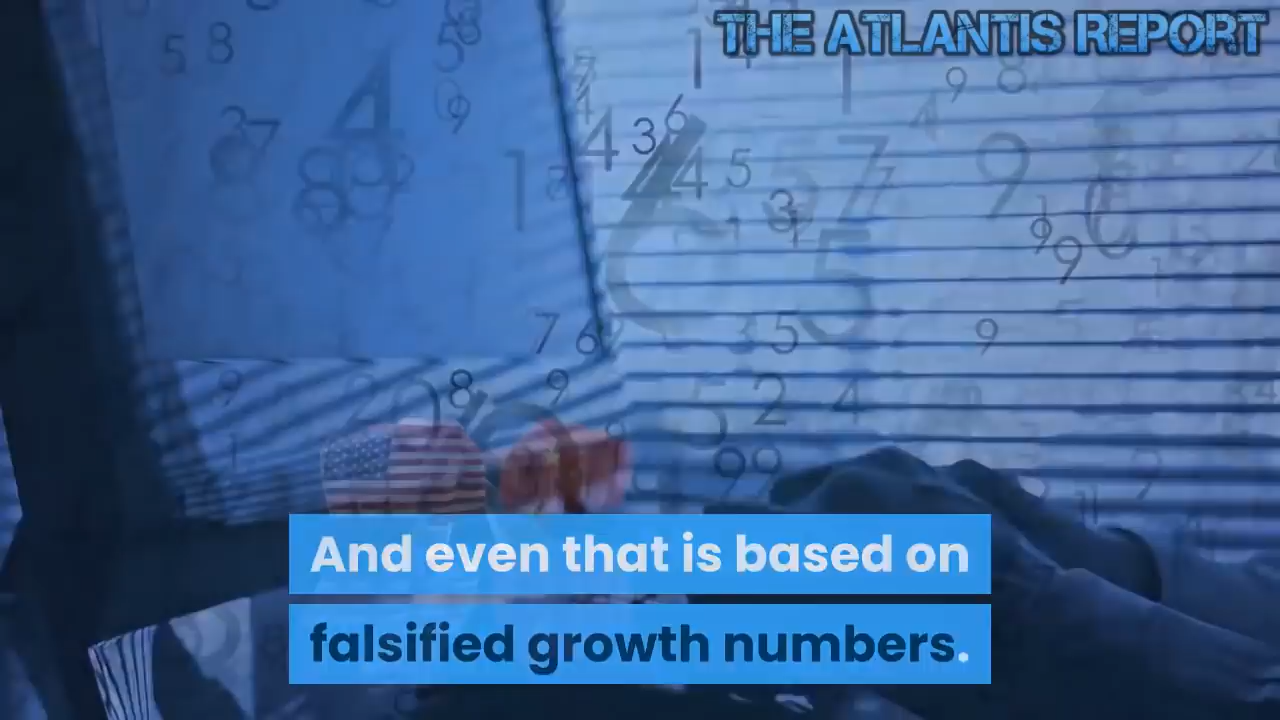 THE ATLANTIS REPORT
And even that is based on
falsified growth numbers.